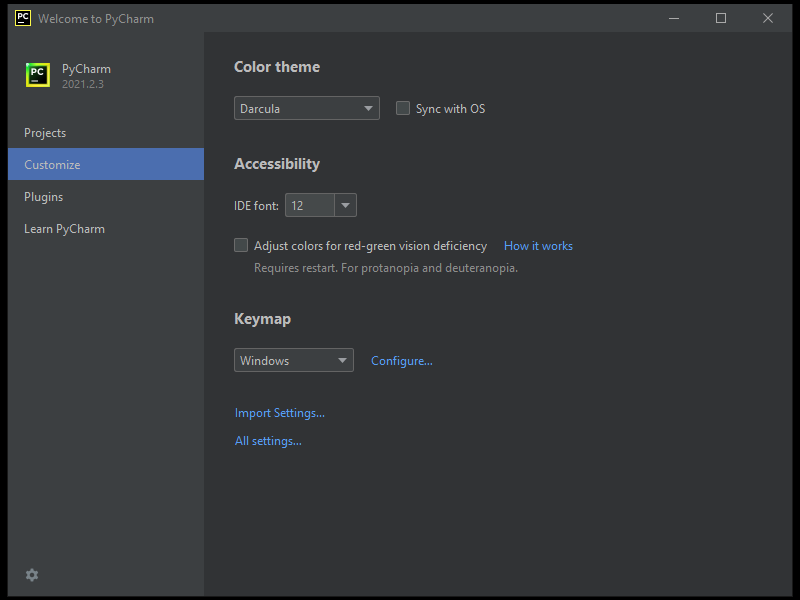 Welcome to PyCharm
PC
PyCharm
2021.2.3
Projects
Customize
Plugins
Learn PyCharm
Color theme
Darcula
Sync with OS
Accessibility
IDE font: 12
Adjust colors for red-green vision deficiency How it works
Requires restart. For protanopia and deuteranopia.
Keymap
Windows Configure...
Import Settings...
All settings...